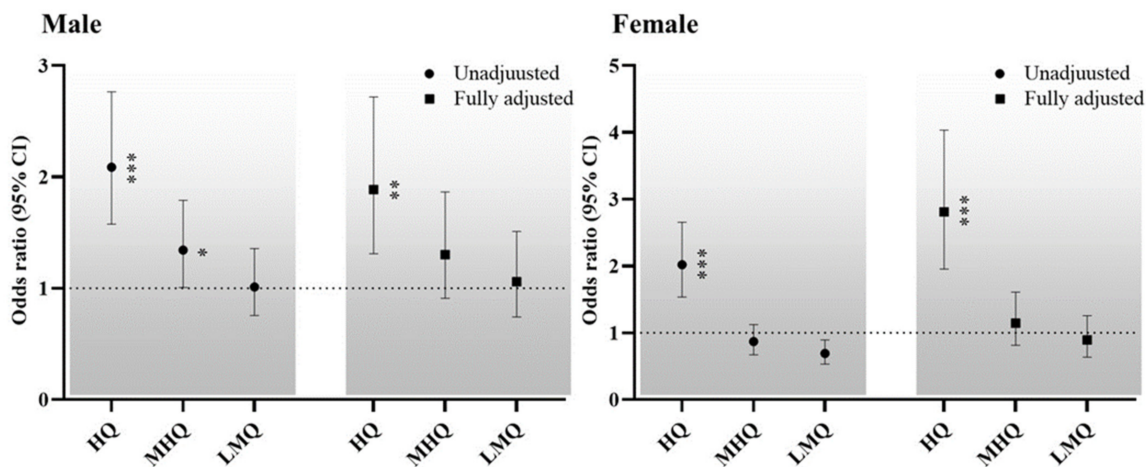 Male
Odds ratio (95% CI)
3
2
1
0
Unadjuusted
Fully adjusted
***
*
**
HQ
MHQ
LMQ
HQ
MHQ
LMQ
Female
Odds ratio (95% CI)
5
4
3
2
1
0
Unadjuusted
Fully adjusted
***
***
HQ
MHQ
LMQ
HQ
MHQ
LMQ